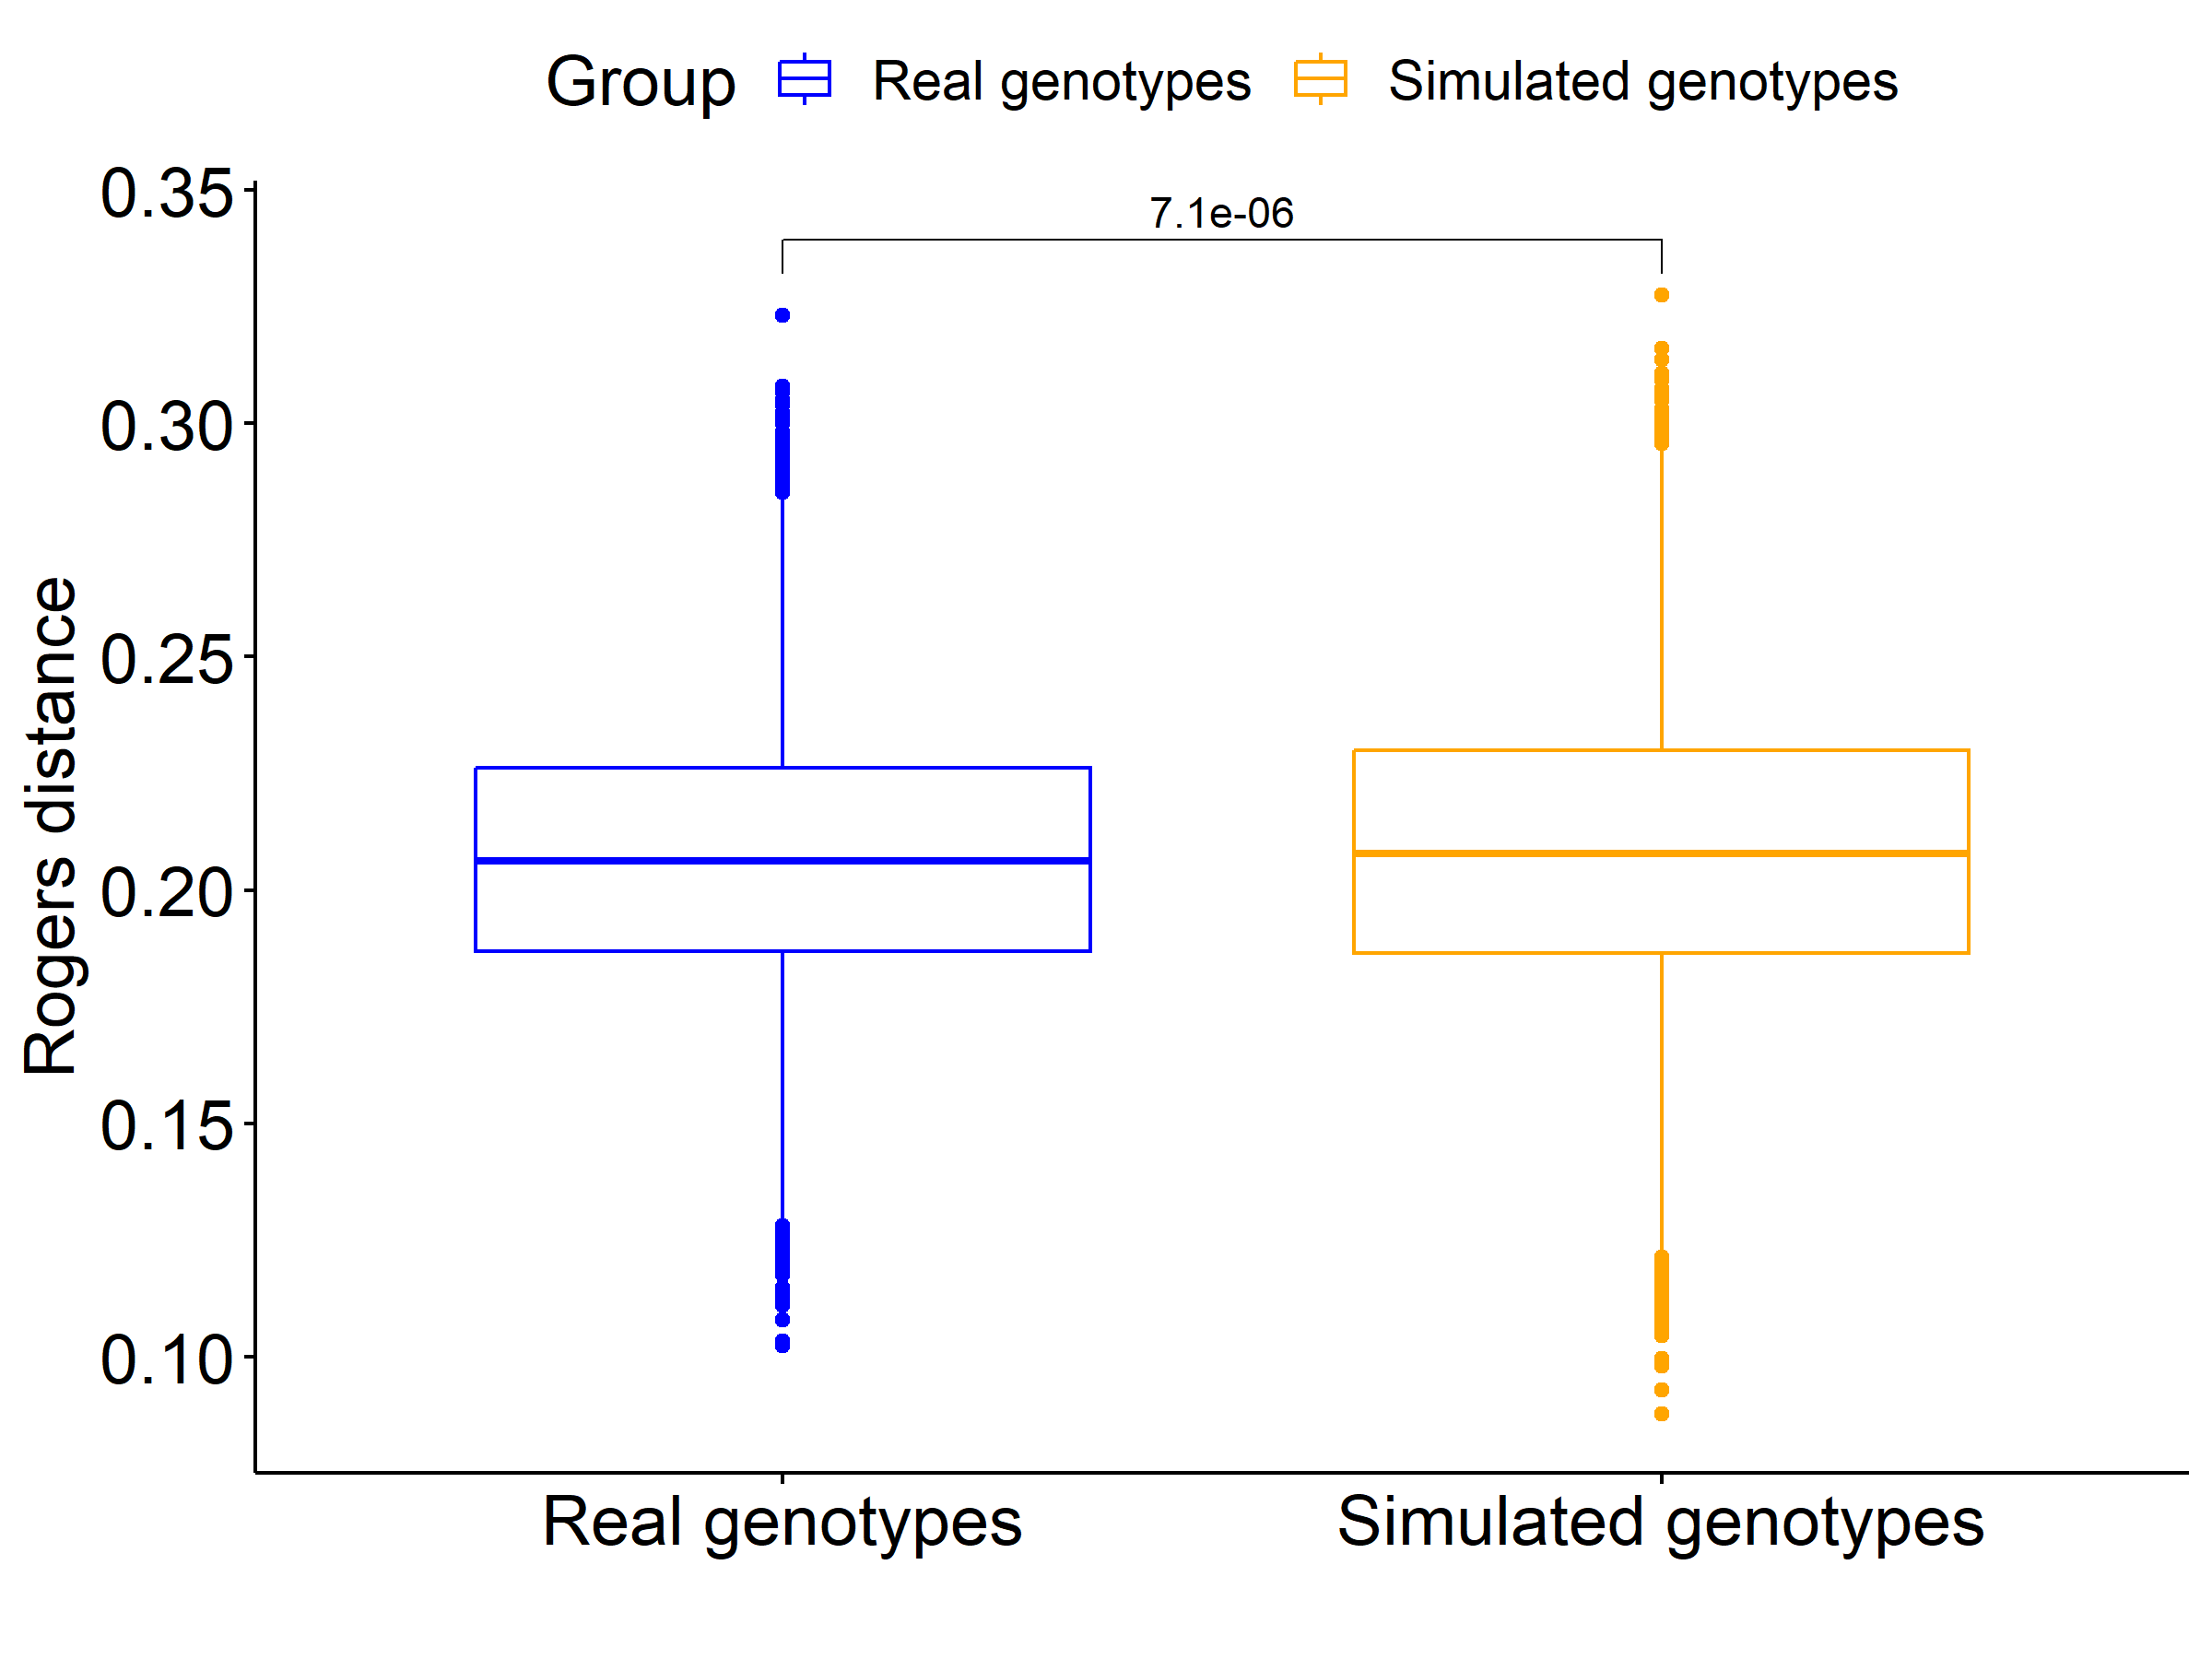 Group Real genotypes Simulated genotypes
0.35
7.1e-06
0.30
0.25
0.20
0.15
0.10
Rogers distance
Real genotypes Simulated genotypes